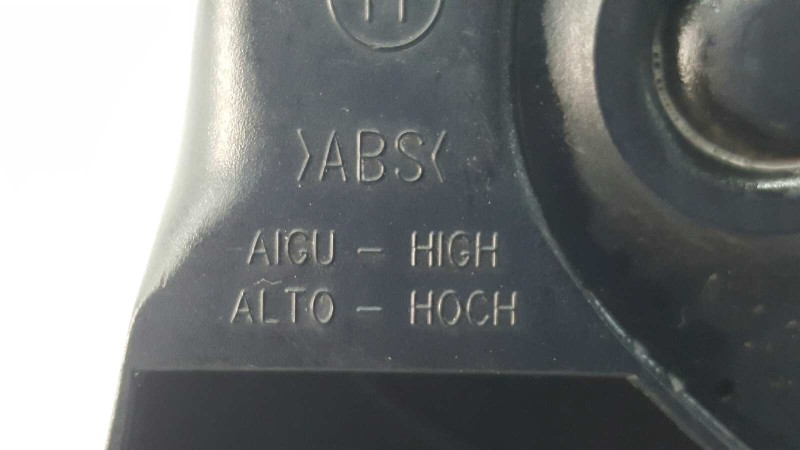 >ABS<
AIGU - HIGH
ALTO - HOCH